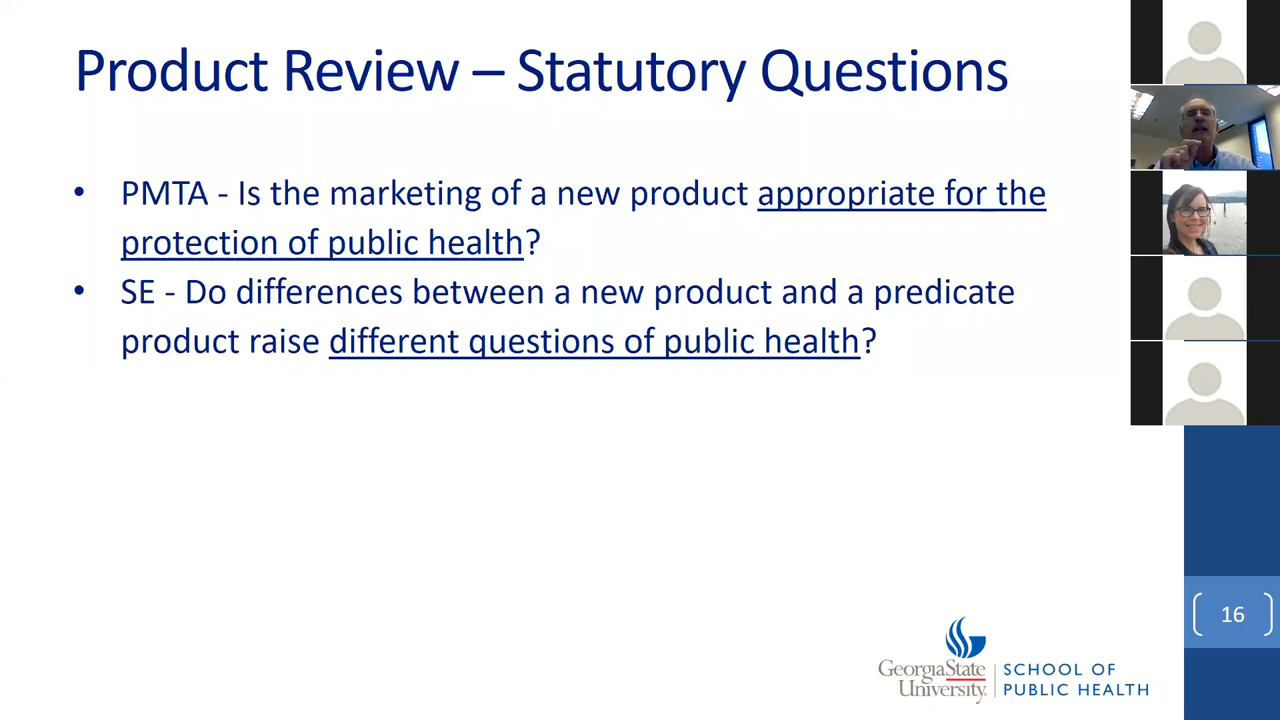 Product Review – Statutory Questions
• PMTA - Is the marketing of a new product appropriate for the
protection of public health?
• SE - Do differences between a new product and a predicate
product raise different questions of public health?
16
GeorgiaState
University.
SCHOOL OF
PUBLIC HEALTH